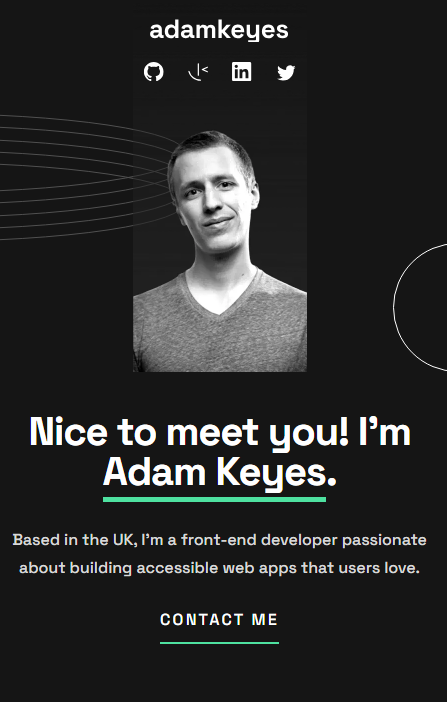 adamkeyes
Nice to meet you! I’m
Adam Keyes.
Based in the UK, I’m a front-end developer passionate
about building accessible web apps that users love.
CONTACT ME